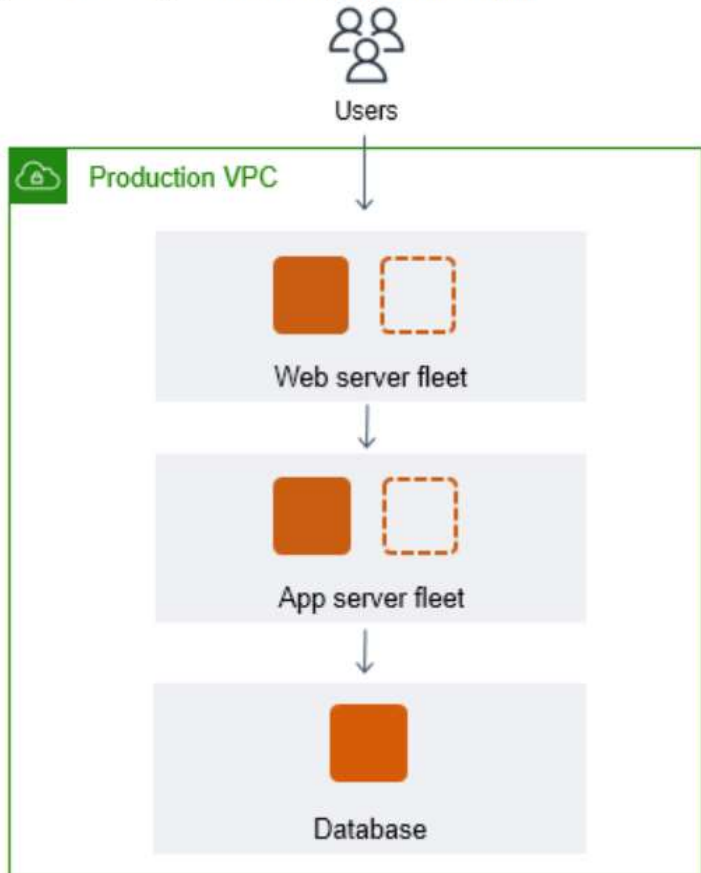 Users
Production VPC
Web server fleet
App server fleet
Database